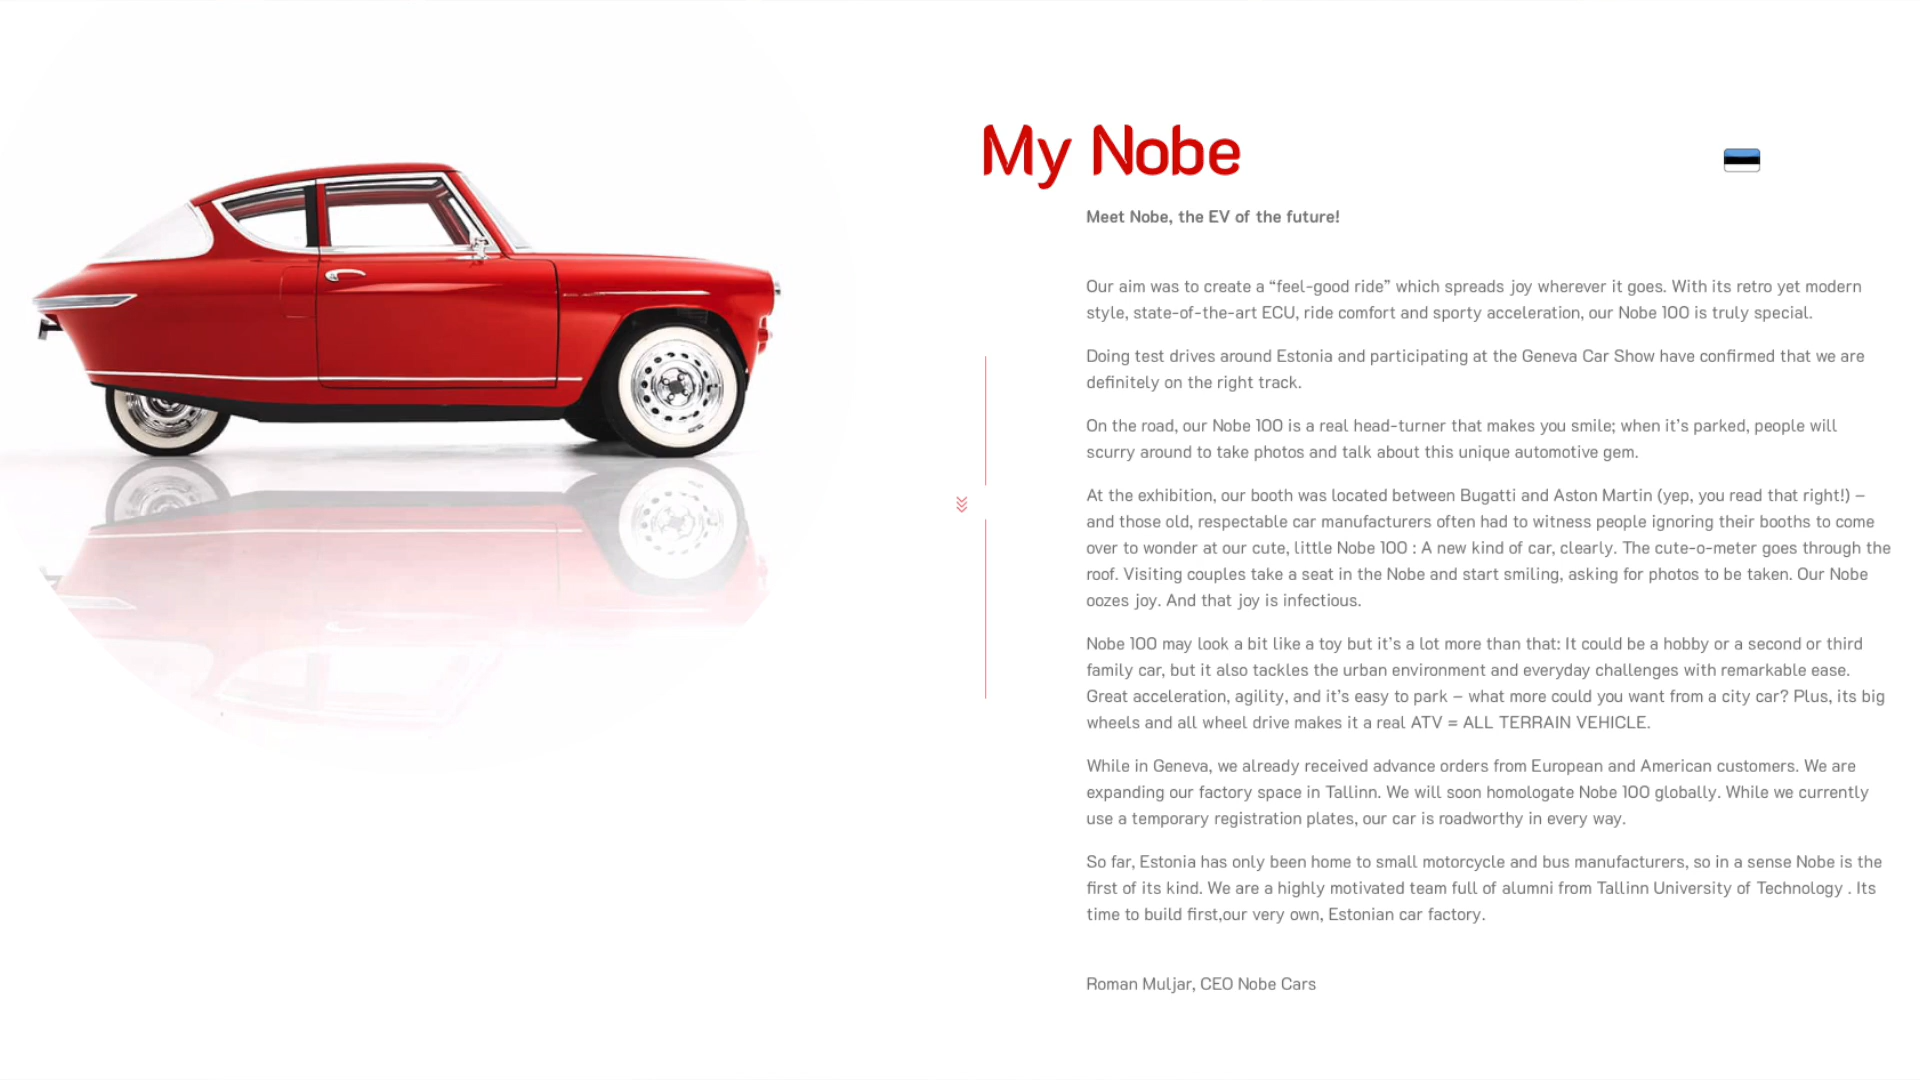 My Nobe
Meet Nobe, the EV of the future!
Our aim was to create a “feel-good ride” which spreads joy wherever it goes. With its retro yet modern
style, state-of-the-art ECU, ride comfort and sporty acceleration, our Nobe 100 is truly special.
Doing test drives around Estonia and participating at the Geneva Car Show have confirmed that we are
definitely on the right track.
On the road, our Nobe 100 is a real head-turner that makes you smile; when it’s parked, people will
scurry around to take photos and talk about this unique automotive gem.
At the exhibition, our booth was located between Bugatti and Aston Martin (yep, you read that right!) –
and those old, respectable car manufacturers often had to witness people ignoring their booths to come
over to wonder at our cute, little Nobe 100 : A new kind of car, clearly. The cute-o-meter goes through the
roof. Visiting couples take a seat in the Nobe and start smiling, asking for photos to be taken. Our Nobe
oozes joy. And that joy is infectious.
Nobe 100 may look a bit like a toy but it’s a lot more than that: It could be a hobby or a second or third
family car, but it also tackles the urban environment and everyday challenges with remarkable ease.
Great acceleration, agility, and it’s easy to park – what more could you want from a city car? Plus, its big
wheels and all wheel drive makes it a real ATV = ALL TERRAIN VEHICLE.
While in Geneva, we already received advance orders from European and American customers. We are
expanding our factory space in Tallinn. We will soon homologate Nobe 100 globally. While we currently
use a temporary registration plates, our car is roadworthy in every way.
So far, Estonia has only been home to small motorcycle and bus manufacturers, so in a sense Nobe is the
first of its kind. We are a highly motivated team full of alumni from Tallinn University of Technology . Its
time to build first,our very own, Estonian car factory.
Roman Muljar, CEO Nobe Cars